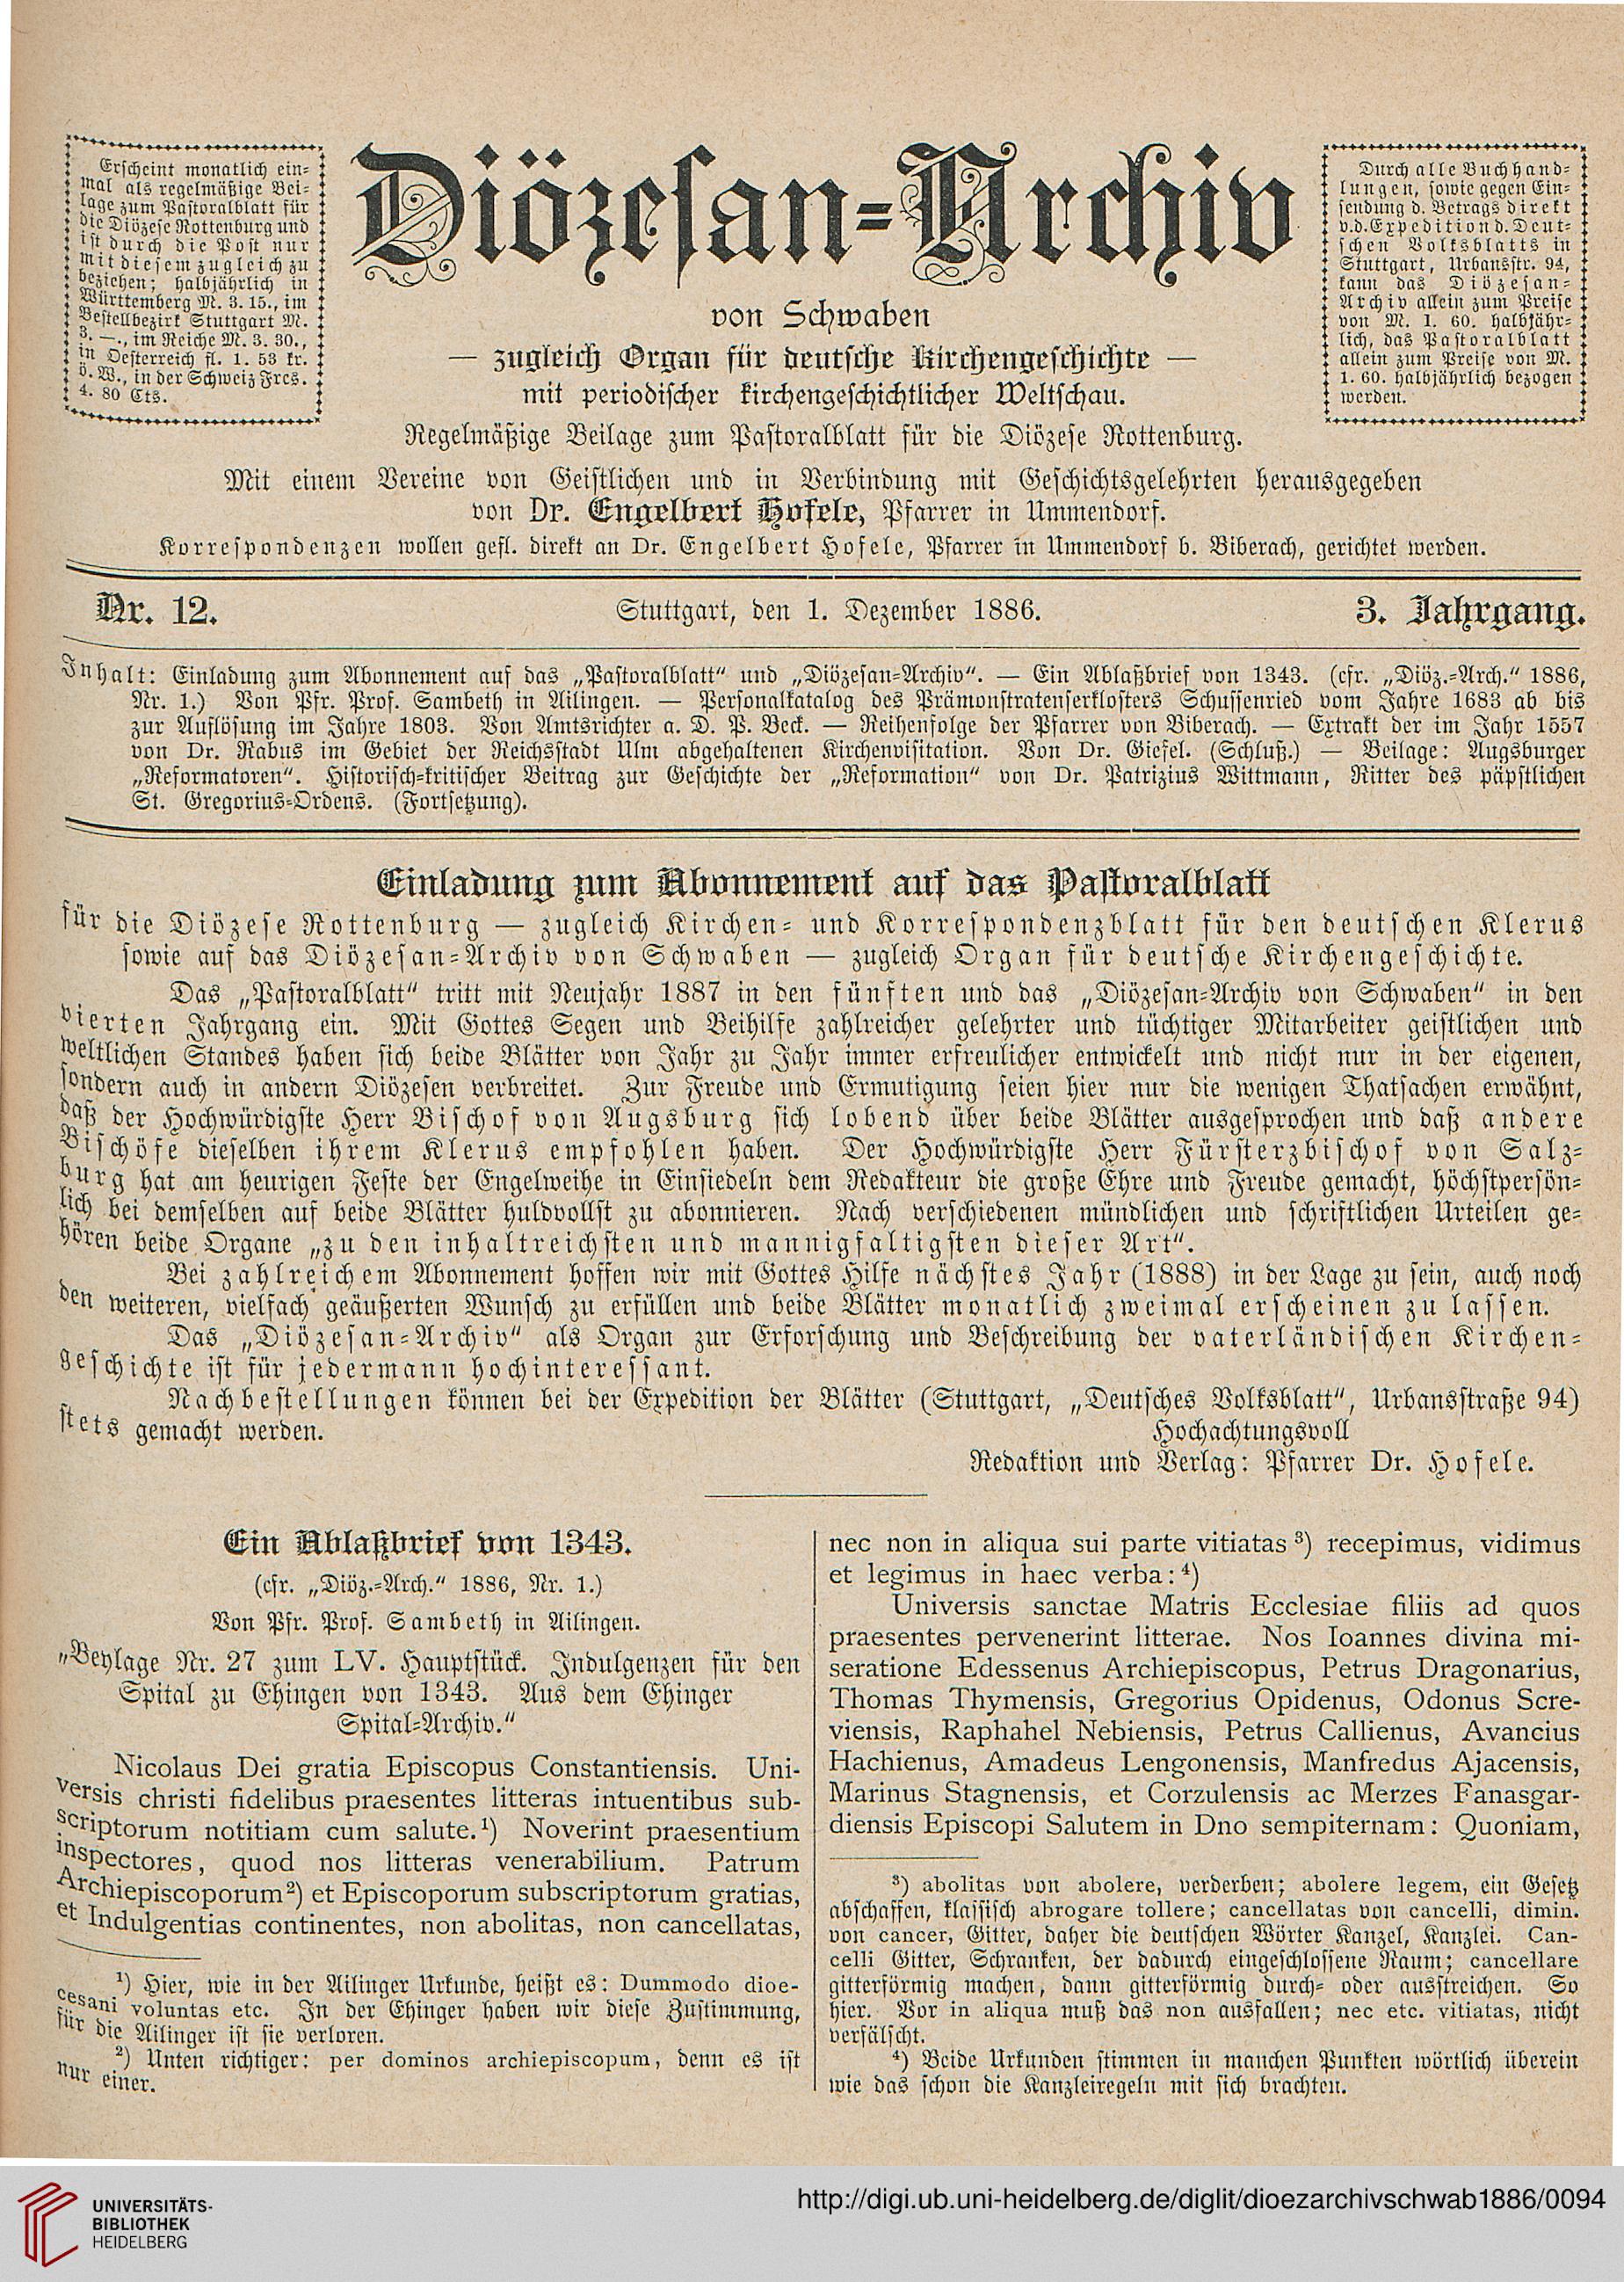 Erscheint monatlich ein-
mal als regelmäßige Bei-
lage zum Pastoralblatt für
die Diözese Rottenburg und
ist durch die Post nur
mit diesem zugleich zu
beziehen; halbjährlich in
Württemberg M. 3. 15., im
Bestellbezirk Stuttgart M.
3. —., im Reiche M. 3. 30.,
in Oesterreich fl. 1. 53 kr.
ö. W., in der Schweiz Frcs.
4. 80 Cts.
Diözesan-Archiv
von Schwaben
— zugleich Organ für deutsche Kirchengeschichte —
mit periodischer kirchengeschichtlicher Weltschau.
Regelmäßige Beilage zum Pastoralblatt für die Diözese Rottenburg.
Durch alle Buchhand-
lungen, sowie gegen Ein-
sendung d. Betrags direkt
v. d. Expedition d. Deut-
schen Volksblatts in
Stuttgart, Urbansstr. 94,
kann das Diözesan-
Archiv allein zum Preise
von M. 1. 60. halbjähr-
lich, das Pastoralblatt
allein zum Preise von M.
1. 60. halbjährlich bezogen
werden.
Mit einem Vereine von Geistlichen und in Verbindung mit Geschichtsgelehrten herausgegeben
von Dr. Engelbert Hofele, Pfarrer in Ummendorf.
Korrespondenzen wollen gefl. direkt an Dr. Engelbert Hofele, Pfarrer in Ummendorf b. Biberach, gerichtet werden.
Nr. 12.
Stuttgart, den 1. Dezember 1886.
3. Jahrgang.
Inhalt: Einladung zum Abonnement auf das „Pastoralblatt“ und „Diözesan-Archiv“. — Ein Ablaßbrief von 1343. (cfr. „Diöz.-Arch.“ 1886,
Nr. 1.) Von Pfr. Prof. Sambeth in Ailingen. — Personalkatalog des Prämonstratenserklosters Schussenried vom Jahre 1683 ab bis
zur Auflösung im Jahre 1803. Von Amtsrichter a. D. P. Beck. — Reihenfolge der Pfarrer von Biberach. — Extrakt der im Jahr 1557
von Dr. Rabus im Gebiet der Reichsstadt Ulm abgehaltenen Kirchenvisitation. Von Dr. Giefel. (Schluß.) — Beilage: Augsburger
„Reformatoren“. Historisch-kritischer Beitrag zur Geschichte der „Reformation“ von Dr. Patrizius Wittmann, Ritter des päpstlichen
St. Gregorius-Ordens. (Fortsetzung).
Einladung zum Abonnement auf das Pastoralblatt
für die Diözese Rottenburg — zugleich Kirchen- und Korrespondenzblatt für den deutschen Klerus
sowie auf das Diözesan-Archiv von Schwaben — zugleich Organ für deutsche Kirchengeschichte.
Das „Pastoralblatt“ tritt mit Neujahr 1887 in den fünften und das „Diözesan-Archiv von Schwaben“ in den
vierten Jahrgang ein. Mit Gottes Segen und Beihilfe zahlreicher gelehrter und tüchtiger Mitarbeiter geistlichen und
weltlichen Standes haben sich beide Blätter von Jahr zu Jahr immer erfreulicher entwickelt und nicht nur in der eigenen,
sondern auch in andern Diözesen verbreitet. Zur Freude und Ermutigung seien hier nur die wenigen Thatsachen erwähnt,
daß der Hochwürdigste Herr Bischof von Augsburg sich lobend über beide Blätter ausgesprochen und daß andere
Bischöfe dieselben ihrem Klerus empfohlen haben. Der Hochwürdigste Herr Fürsterzbischof von Salz-
burg hat am heurigen Feste der Engelweihe in Einsiedeln dem Redakteur die große Ehre und Freude gemacht, höchstpersön-
lich bei demselben auf beide Blätter huldvollst zu abonnieren. Nach verschiedenen mündlichen und schriftlichen Urteilen ge-
hören beide Organe „zu den inhaltreichsten und mannigfaltigsten dieser Art“.
Bei zahlreichem Abonnement hoffen wir mit Gottes Hilfe nächstes Jahr (1888) in der Lage zu sein, auch noch
den weiteren, vielfach geäußerten Wunsch zu erfüllen und beide Blätter monatlich zweimal erscheinen zu lassen.
Das „Diözesan-Archiv“ als Organ zur Erforschung und Beschreibung der vaterländischen Kirchen-
geschichte ist für jedermann hochinteressant.
Nachbestellungen können bei der Expedition der Blätter (Stuttgart, „Deutsches Volksblatt“, Urbansstraße 94)
stets gemacht werden.
Hochachtungsvoll
Redaktion und Verlag: Pfarrer Dr. Hofele.
Ein Ablaßbrief von 1343.
(cfr. „Diöz.-Arch.“ 1886, Nr. 1.)
Von Pfr. Prof. Sambeth in Ailingen.
„Beylage Nr. 27 zum LV. Hauptstück. Indulgenzen für den
Spital zu Ehingen von 1343. Aus dem Ehinger
Spital-Archiv.“
Nicolaus Dei gratia Episcopus Constantiensis. Uni-
versis christi fidelibus praesentes litteras intuentibus sub-
scriptorum notitiam cum salute.¹) Noverint praesentium
inspectores, quod nos litteras venerabilium. Patrum
Archiepiscoporum²) et Episcoporum subscriptorum gratias,
et Indulgentias continentes, non abolitas, non cancellatas,
¹) Hier, wie in der Ailinger Urkunde, heißt es: Dummodo dioe-
cesani voluntas etc. In der Ehinger haben wir diese Zustimmung,
für die Ailinger ist sie verloren.
²) Unten richtiger: per dominos archiepiscopum, denn es ist
nur einer.
nec non in aliqua sui parte vitiatas³) recepimus, vidimus
et legimus in haec verba:⁴)
Universis sanctae Matris Ecclesiae filiis ad quos
praesentes pervenerint litterae. Nos Ioannes divina mi-
seratione Edessenus Archiepiscopus, Petrus Dragonarius,
Thomas Thymensis, Gregorius Opidenus, Odonus Scre-
viensis, Raphahel Nebiensis, Petrus Callienus, Avancius
Hachienus, Amadeus Lengonensis, Manfredus Ajacensis,
Marinus Stagnensis, et Corzulensis ac Merzes Fanasgar-
diensis Episcopi Salutem in Dno sempiternam: Quoniam,
³) abolitas von abolere, verderben; abolere legem, ein Gesetz
abschaffen, klassisch abrogare tollere; cancellatas von cancelli, dimin.
von cancer, Gitter, daher die deutschen Wörter Kanzel, Kanzlei. Can-
celli Gitter, Schranken, der dadurch eingeschlossene Raum; cancellare
gitterförmig machen, dann gitterförmig durch- oder ausstreichen. So
hier. Vor in aliqua muß das non ausfallen; nec etc. vitiatas, nicht
verfälscht.
⁴) Beide Urkunden stimmen in manchen Punkten wörtlich überein
wie das schon die Kanzleiregeln mit sich brachten.
UNIVERSITÄTS-
BIBLIOTHEK
HEIDELBERG
http://digi.ub.uni-heidelberg.de/diglit/dioezarchivschwab1886/0094